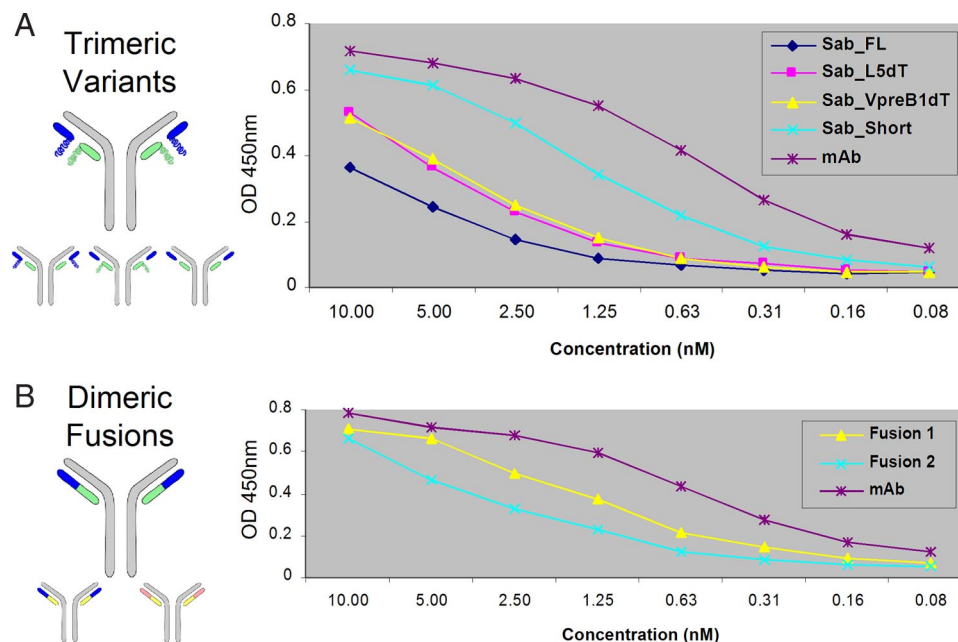 A
Trimeric
Variants
0.8
0.6
0.4
0.2
0
OD 450nm
Sab_FL
Sab_L5dT
Sab_VpreB1dT
Sab_Short
mAb
10.00 5.00 2.50 1.25 0.63 0.31 0.16 0.08
Concentration (nM)
B
Dimeric
Fusions
0.8
0.6
0.4
0.2
0
OD 450nm
Fusion 1
Fusion 2
mAb
10.00 5.00 2.50 1.25 0.63 0.31 0.16 0.08
Concentration (nM)